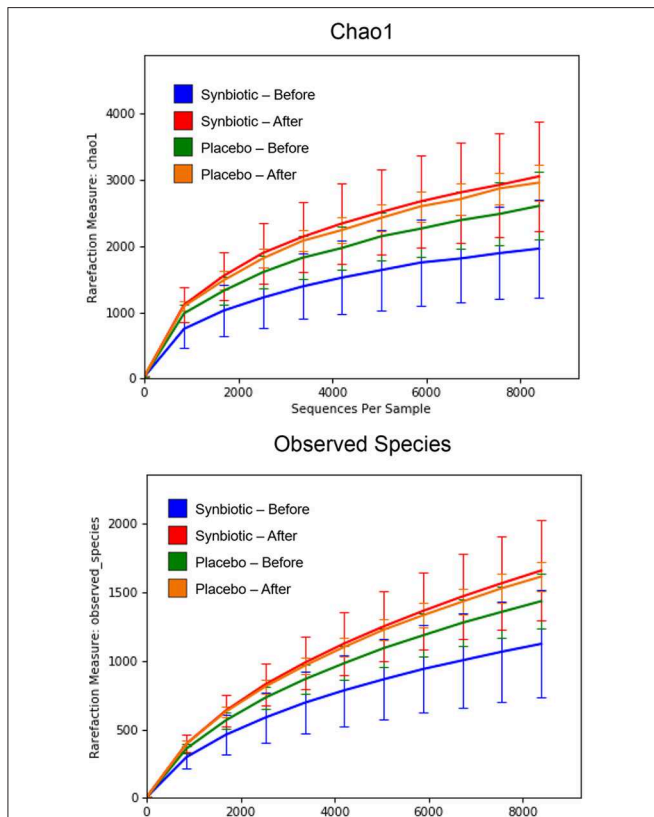 Chao1
Synbiotic – Before
Synbiotic – After
Placebo – Before
Placebo – After
Rarefaction Measure: chao1
4000
3000
2000
1000
0
0 2000 4000 6000 8000
Sequences Per Sample
Observed Species
Synbiotic – Before
Synbiotic – After
Placebo – Before
Placebo – After
Rarefaction Measure: observed_species
2000
1500
1000
500
0
0 2000 4000 6000 8000